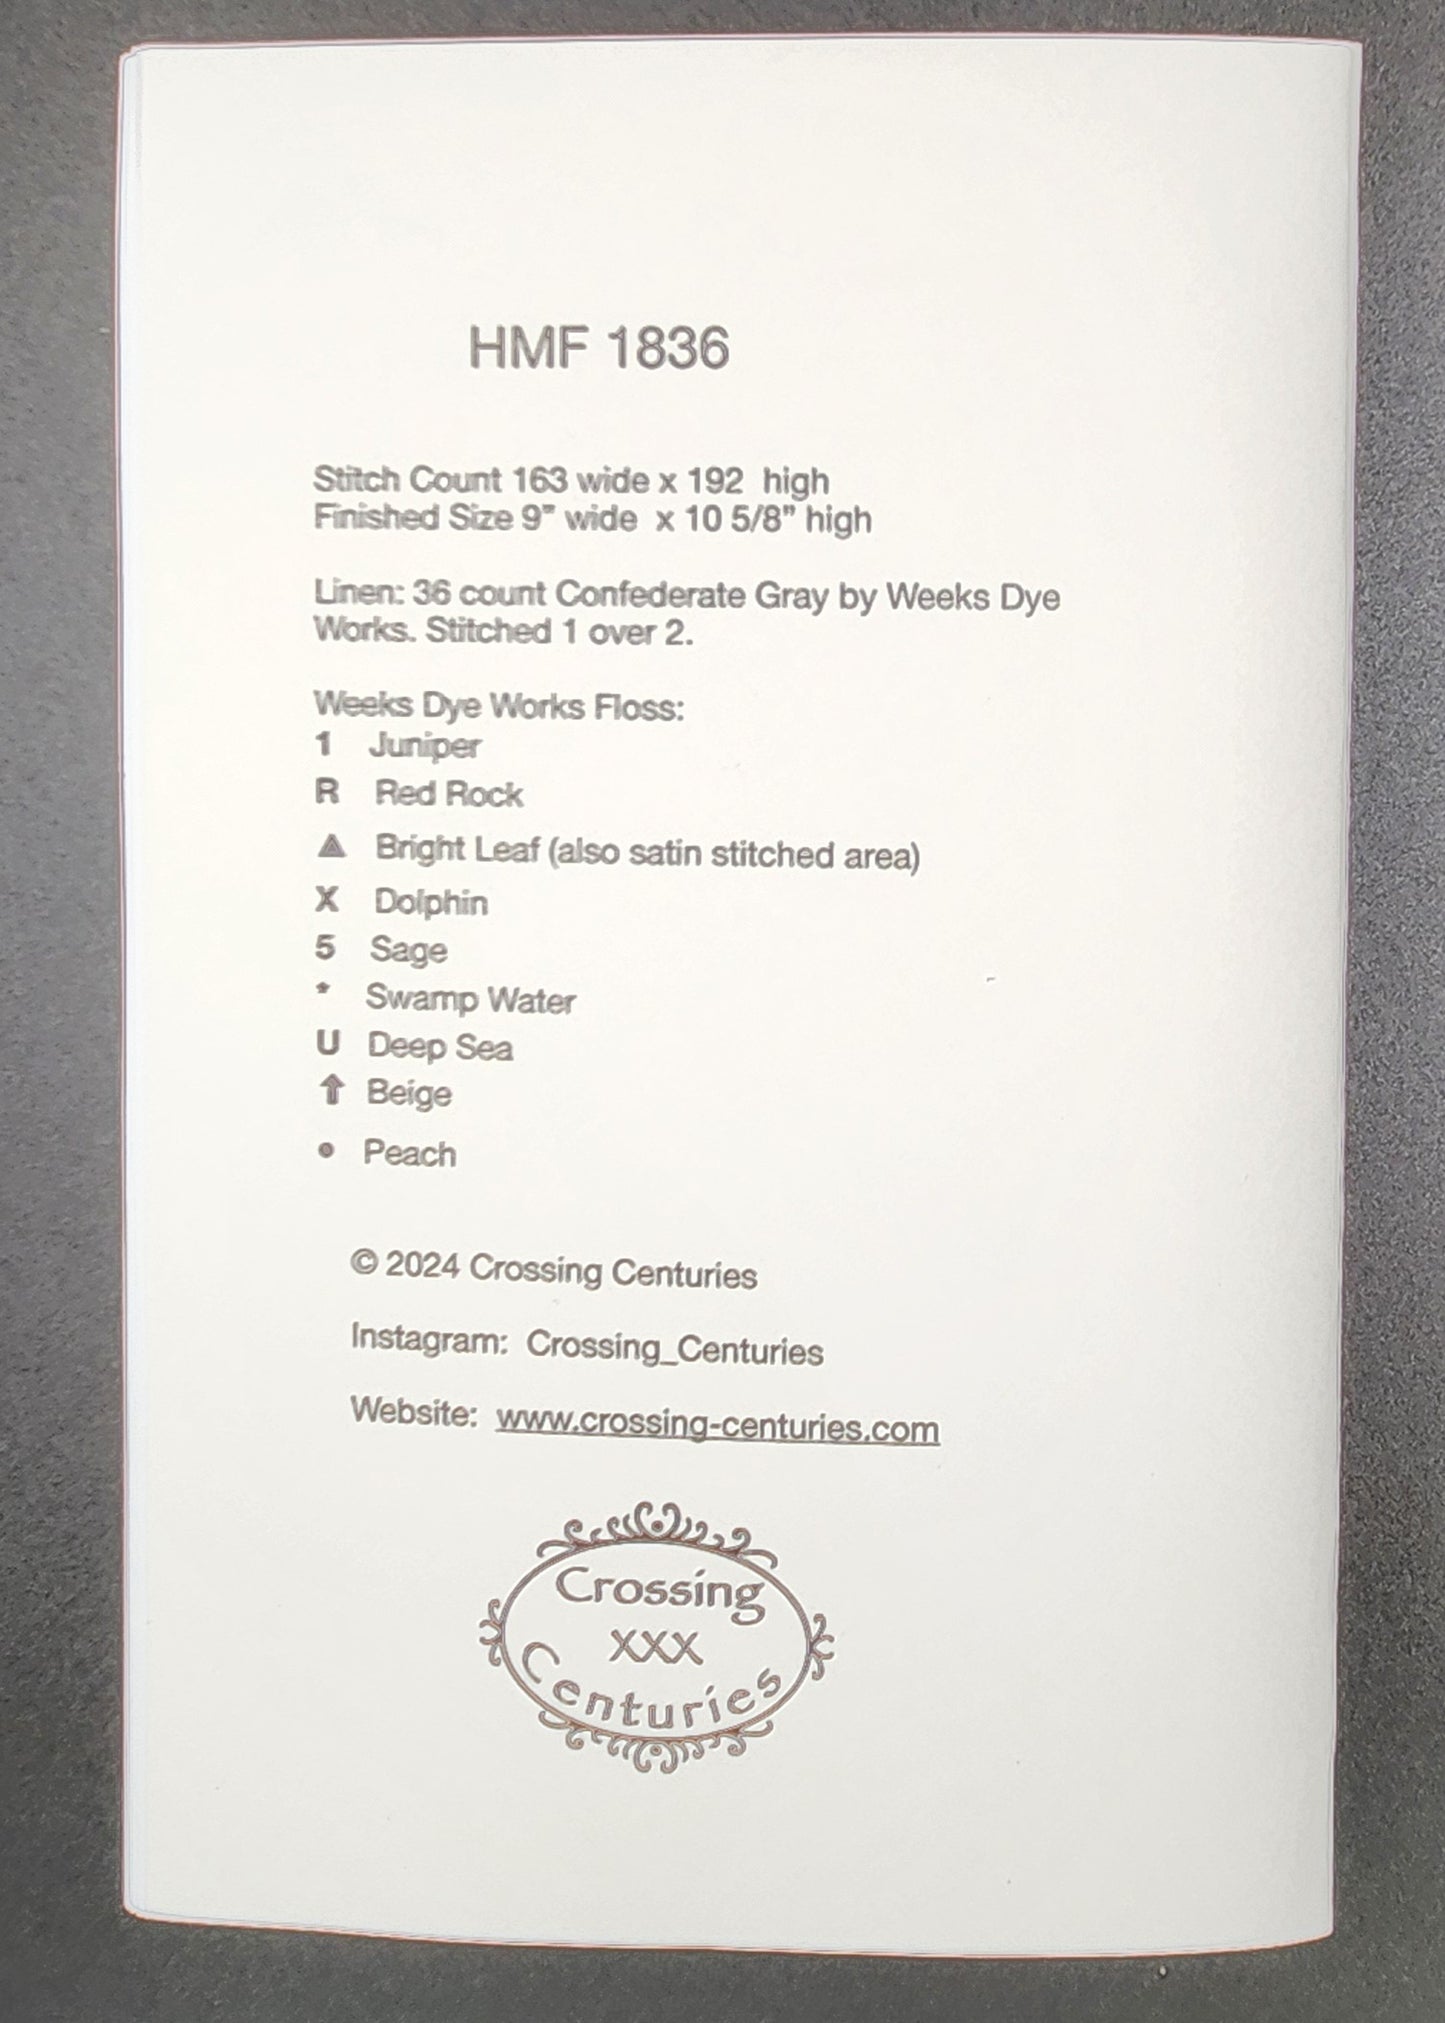 HMF 1836
Stitch Count 163 wide x 192 high
Finished Size 9" wide x 10 5/8" high
Linen: 36 count Confederate Gray by Weeks Dye
Works. Stitched 1 over 2.
Weeks Dye Works Floss:
1 Juniper
R Red Rock
▲ Bright Leaf (also satin stitched area)
X Dolphin
5 Sage
* Swamp Water
U Deep Sea
↑ Beige
• Peach
© 2024 Crossing Centuries
Instagram: Crossing_Centuries
Website: www.crossing-centuries.com
Crossing
XXX
Centuries